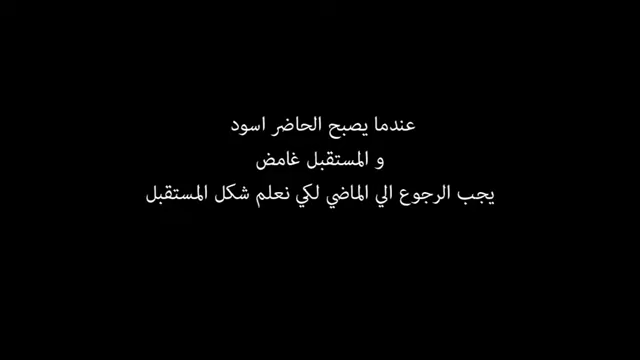 عندما يصبح الحاضر اسود
و المستقبل غامض
يجب الرجوع الي الماضي لكي نعلم شكل المستقبل